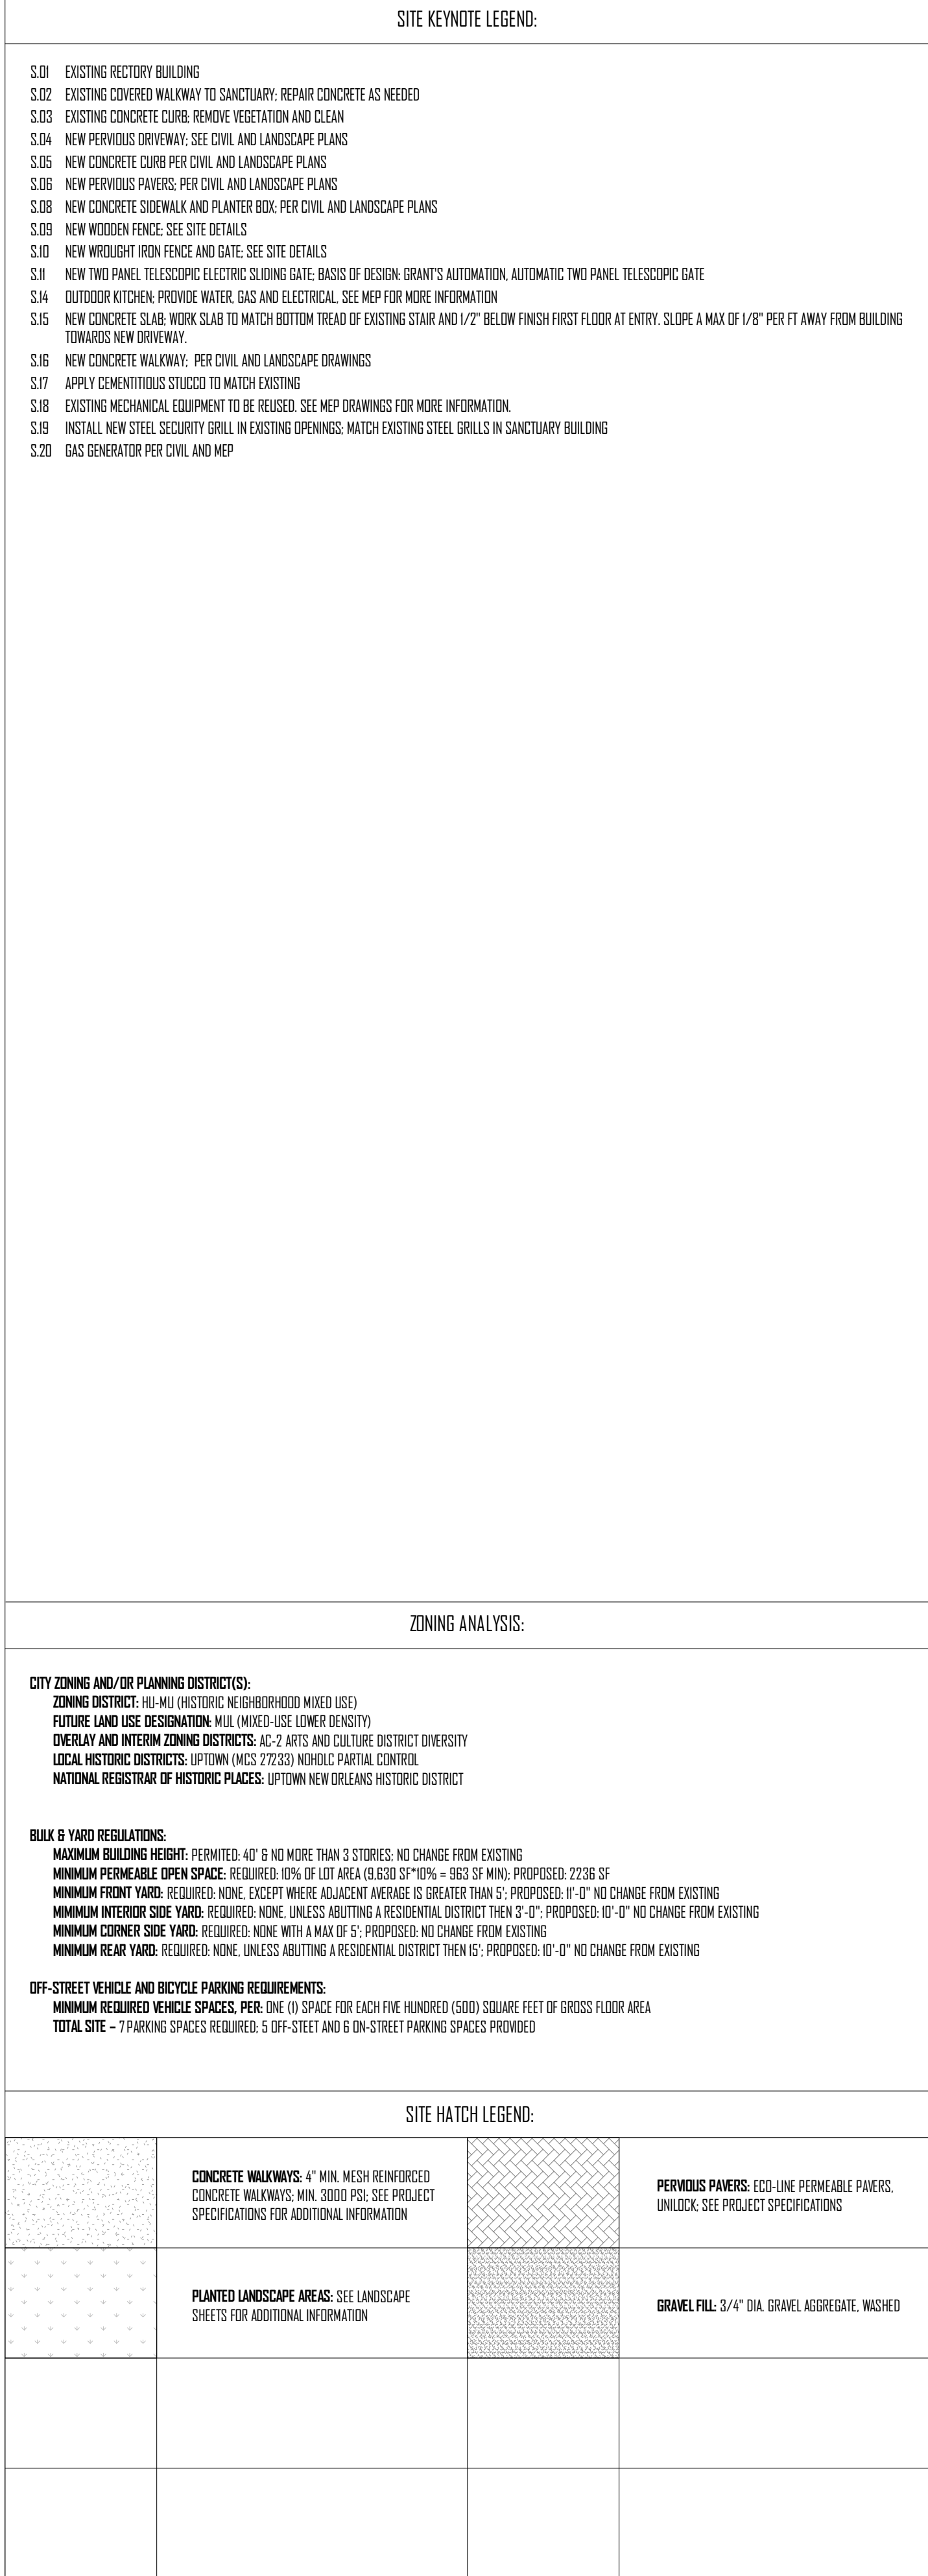 SITE KEYNOTE LEGEND:
S.01 EXISTING RECTORY BUILDING
S.02 EXISTING COVERED WALKWAY TO SANCTUARY; REPAIR CONCRETE AS NEEDED
S.03 EXISTING CONCRETE CURB; REMOVE VEGETATION AND CLEAN
S.04 NEW PERVIOUS DRIVEWAY; SEE CIVIL AND LANDSCAPE PLANS
S.05 NEW CONCRETE CURB PER CIVIL AND LANDSCAPE PLANS
S.06 NEW PERVIOUS PAVERS; PER CIVIL AND LANDSCAPE PLANS
S.08 NEW CONCRETE SIDEWALK AND PLANTER BOX; PER CIVIL AND LANDSCAPE PLANS
S.09 NEW WOODEN FENCE; SEE SITE DETAILS
S.10 NEW WROUGHT IRON FENCE AND GATE; SEE SITE DETAILS
S.11 NEW TWO PANEL TELESCOPIC ELECTRIC SLIDING GATE; BASIS OF DESIGN: GRANT'S AUTOMATION, AUTOMATIC TWO PANEL TELESCOPIC GATE
S.14 OUTDOOR KITCHEN; PROVIDE WATER, GAS AND ELECTRICAL, SEE MEP FOR MORE INFORMATION
S.15 NEW CONCRETE SLAB; WORK SLAB TO MATCH BOTTOM TREAD OF EXISTING STAIR AND 1/2" BELOW FINISH FIRST FLOOR AT ENTRY. SLOPE A MAX OF 1/8" PER FT AWAY FROM BUILDING
TOWARDS NEW DRIVEWAY.
S.16 NEW CONCRETE WALKWAY; PER CIVIL AND LANDSCAPE DRAWINGS
S.17 APPLY CEMENTITIOUS STUCCO TO MATCH EXISTING
S.18 EXISTING MECHANICAL EQUIPMENT TO BE REUSED. SEE MEP DRAWINGS FOR MORE INFORMATION.
S.19 INSTALL NEW STEEL SECURITY GRILL IN EXISTING OPENINGS; MATCH EXISTING STEEL GRILLS IN SANCTUARY BUILDING
S.20 GAS GENERATOR PER CIVIL AND MEP
ZONING ANALYSIS:
CITY ZONING AND/OR PLANNING DISTRICT(S):
ZONING DISTRICT: HU-MU (HISTORIC NEIGHBORHOOD MIXED USE)
FUTURE LAND USE DESIGNATION: MUL (MIXED-USE LOWER DENSITY)
OVERLAY AND INTERIM ZONING DISTRICTS: AC-2 ARTS AND CULTURE DISTRICT DIVERSITY
LOCAL HISTORIC DISTRICTS: UPTOWN (MCS 27233) NOHDLC PARTIAL CONTROL
NATIONAL REGISTRAR OF HISTORIC PLACES: UPTOWN NEW ORLEANS HISTORIC DISTRICT
BULK & YARD REGULATIONS:
MAXIMUM BUILDING HEIGHT: PERMITED: 40' & NO MORE THAN 3 STORIES; NO CHANGE FROM EXISTING
MINIMUM PERMEABLE OPEN SPACE: REQUIRED: 10% OF LOT AREA (9,630 SF*10% = 963 SF MIN); PROPOSED: 2236 SF
MINIMUM FRONT YARD: REQUIRED: NONE, EXCEPT WHERE ADJACENT AVERAGE IS GREATER THAN 5'; PROPOSED: 11'-0" NO CHANGE FROM EXISTING
MIMIMUM INTERIOR SIDE YARD: REQUIRED: NONE, UNLESS ABUTTING A RESIDENTIAL DISTRICT THEN 3'-0"; PROPOSED: 10'-0" NO CHANGE FROM EXISTING
MINIMUM CORNER SIDE YARD: REQUIRED: NONE WITH A MAX OF 5'; PROPOSED: NO CHANGE FROM EXISTING
MINIMUM REAR YARD: REQUIRED: NONE, UNLESS ABUTTING A RESIDENTIAL DISTRICT THEN 15'; PROPOSED: 10'-0" NO CHANGE FROM EXISTING
OFF-STREET VEHICLE AND BICYCLE PARKING REQUIREMENTS:
MINIMUM REQUIRED VEHICLE SPACES, PER: ONE (1) SPACE FOR EACH FIVE HUNDRED (500) SQUARE FEET OF GROSS FLOOR AREA
TOTAL SITE – 7 PARKING SPACES REQUIRED; 5 OFF-STEET AND 6 ON-STREET PARKING SPACES PROVIDED
SITE HATCH LEGEND:
CONCRETE WALKWAYS: 4" MIN. MESH REINFORCED
CONCRETE WALKWAYS; MIN. 3000 PSI; SEE PROJECT
SPECIFICATIONS FOR ADDITIONAL INFORMATION
PERVIOUS PAVERS: ECO-LINE PERMEABLE PAVERS,
UNILOCK; SEE PROJECT SPECIFICATIONS
PLANTED LANDSCAPE AREAS: SEE LANDSCAPE
SHEETS FOR ADDITIONAL INFORMATION
GRAVEL FILL: 3/4" DIA. GRAVEL AGGREGATE, WASHED